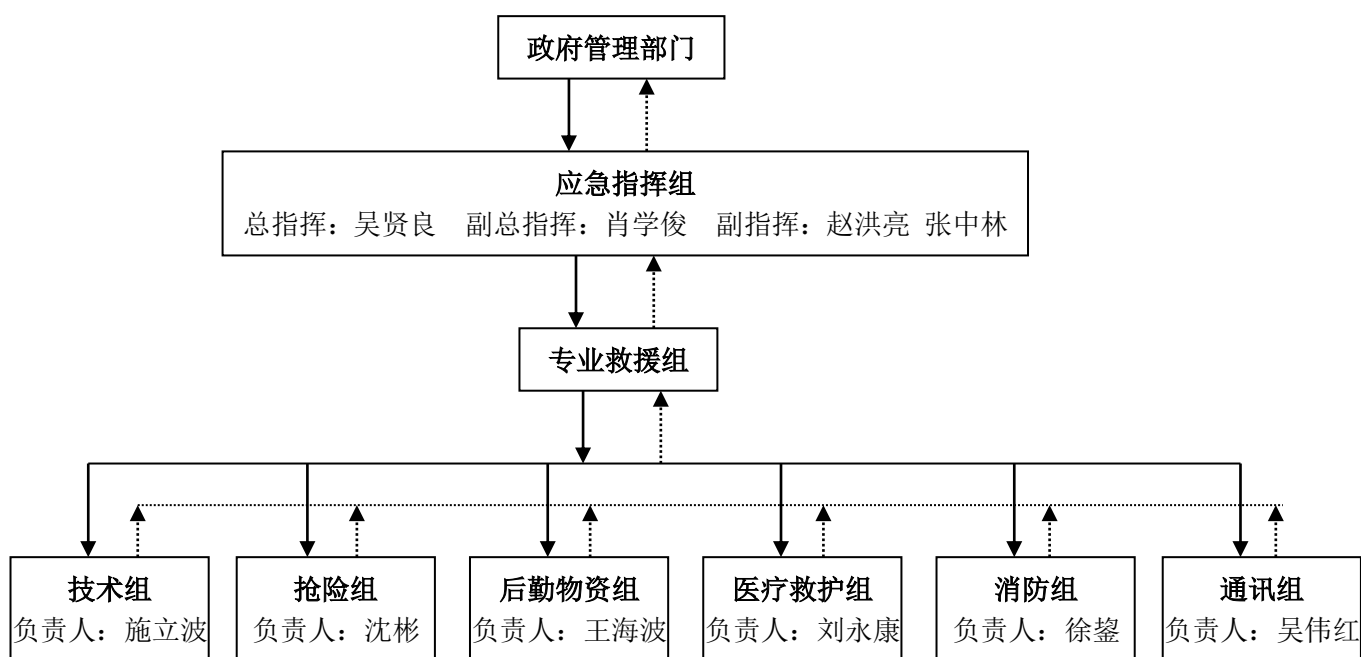 政府管理部门
应急指挥组
总指挥：吴贤良 副总指挥：肖学俊 副指挥：赵洪亮 张中林
专业救援组
技术组
负责人：施立波
抢险组
负责人：沈彬
后勤物资组
负责人：王海波
医疗救护组
负责人：刘永康
消防组
负责人：徐鋆
通讯组
负责人：吴伟红